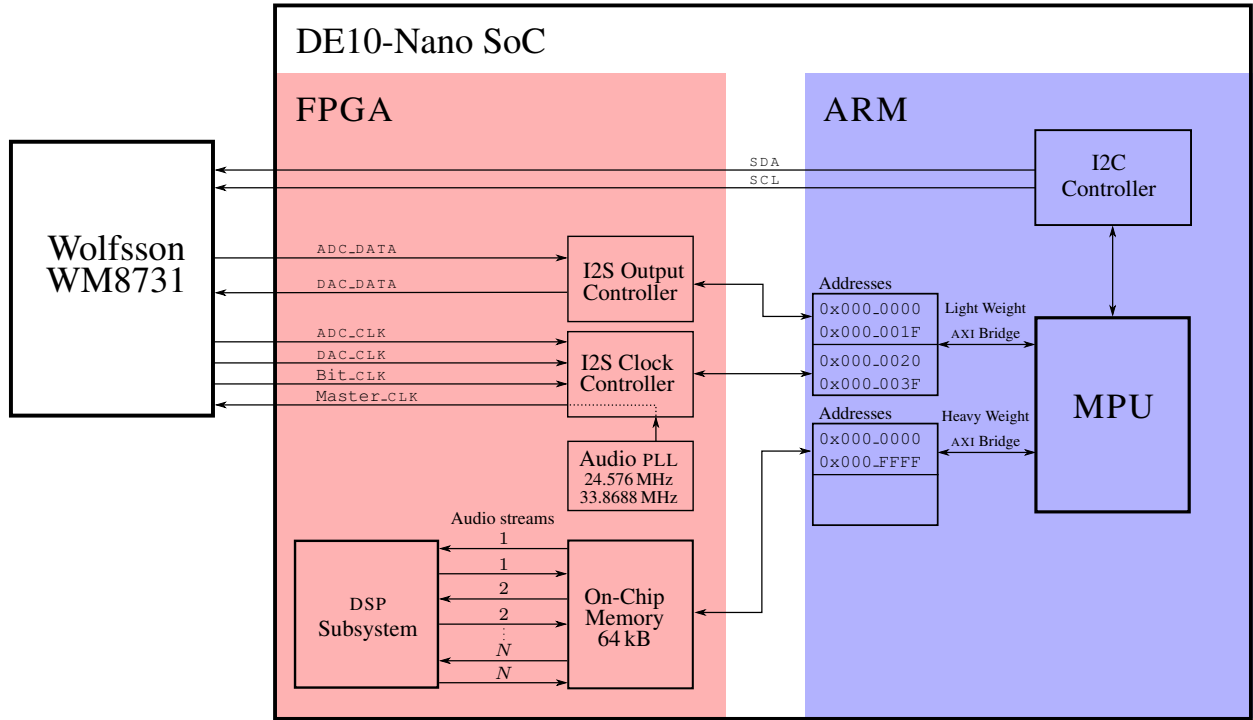 DE10-Nano SoC
FPGA
ARM
Wolfsson
WM8731
SDA
SCL
I2C
Controller
ADC_DATA
DAC_DATA
I2S Output
Controller
ADC_CLK
DAC_CLK
Bit_CLK
Master_CLK
I2S Clock
Controller
Audio PLL
24.576 MHz
33.8688 MHz
Addresses
0x000_0000
0x000_001F
0x000_0020
0x000_003F
Light Weight
AXI Bridge
Addresses
0x000_0000
0x000_FFFF
Heavy Weight
AXI Bridge
MPU
Audio streams
1
1
2
2
⋮
N
N
DSP
Subsystem
On-Chip
Memory
64 kB